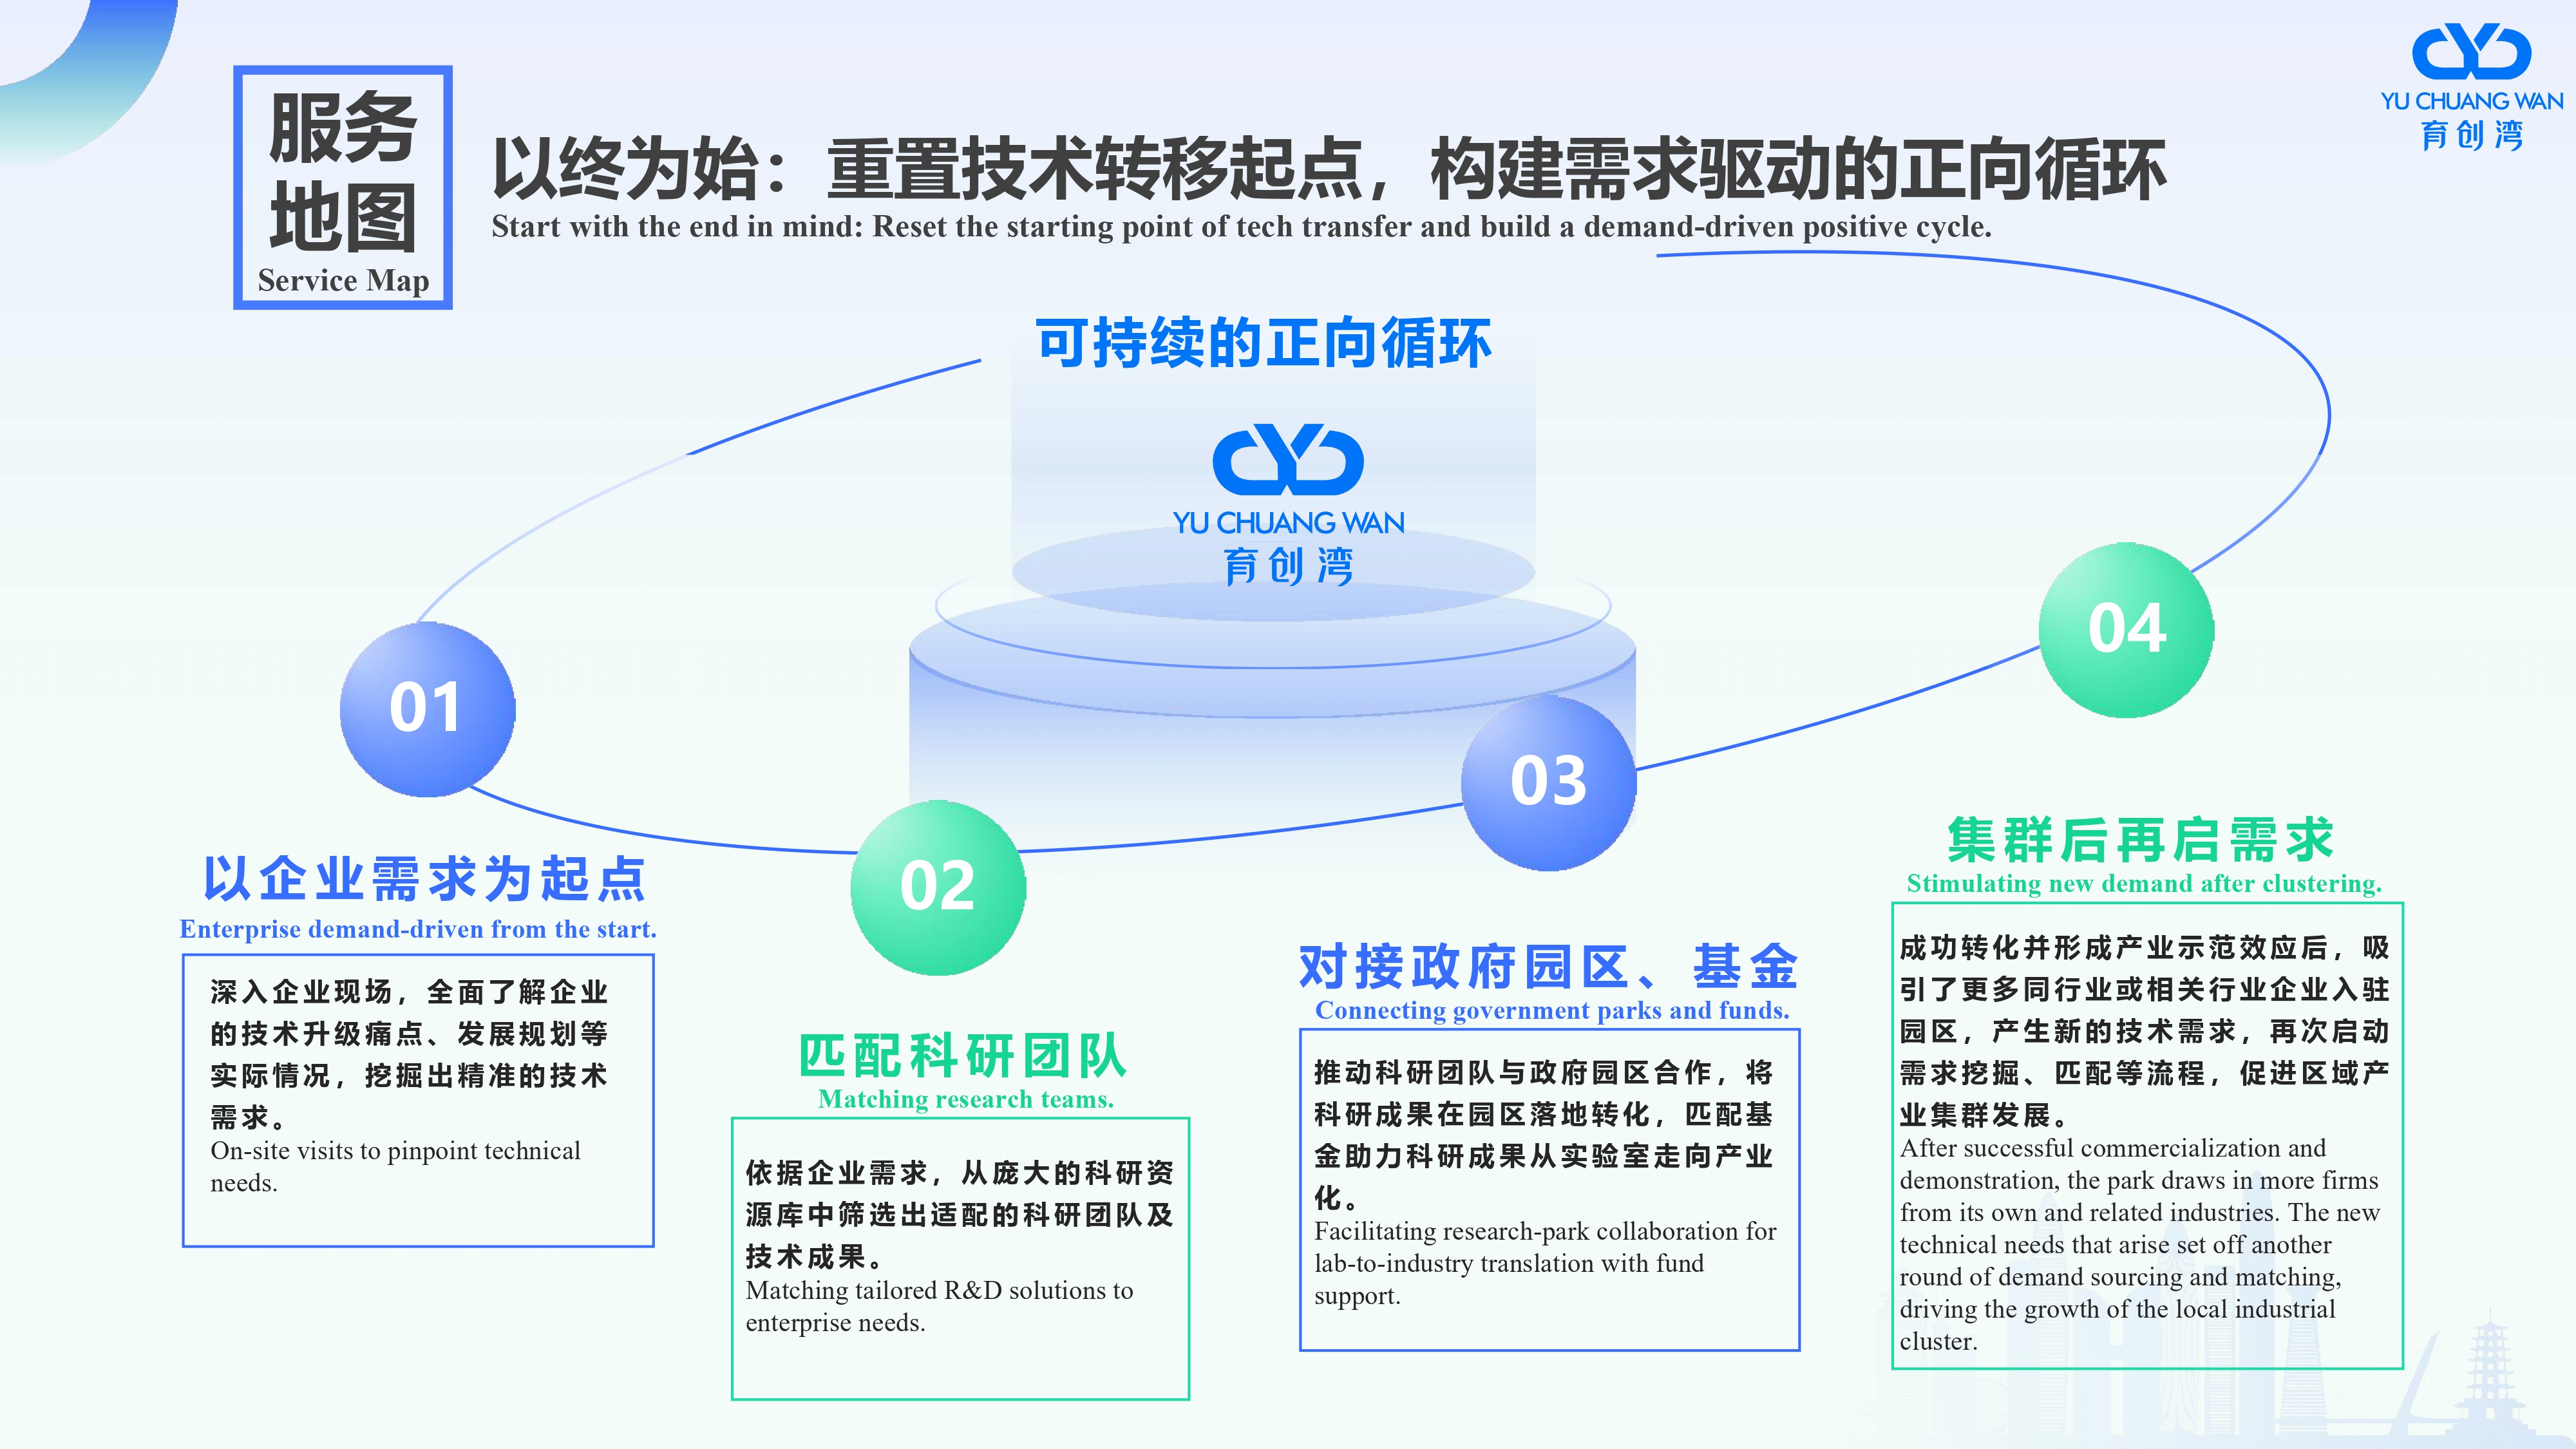 服务
地图
Service Map
以终为始：重置技术转移起点，构建需求驱动的正向循环
Start with the end in mind: Reset the starting point of tech transfer and build a demand-driven positive cycle.
YU CHUANG WAN
育创湾
可持续的正向循环
YU CHUANG WAN
育创湾
01
以企业需求为起点
Enterprise demand-driven from the start.
深入企业现场，全面了解企业
的技术升级痛点、发展规划等
实际情况，挖掘出精准的技术
需求。
On-site visits to pinpoint technical
needs.
02
匹配科研团队
Matching research teams.
依据企业需求，从庞大的科研资
源库中筛选出适配的科研团队及
技术成果。
Matching tailored R&D solutions to
enterprise needs.
03
对接政府园区、基金
Connecting government parks and funds.
推动科研团队与政府园区合作，将
科研成果在园区落地转化，匹配基
金助力科研成果从实验室走向产业
化。
Facilitating research-park collaboration for
lab-to-industry translation with fund
support.
04
集群后再启需求
Stimulating new demand after clustering.
成功转化并形成产业示范效应后，吸
引了更多同行业或相关行业企业入驻
园区，产生新的技术需求，再次启动
需求挖掘、匹配等流程，促进区域产
业集群发展。
After successful commercialization and
demonstration, the park draws in more firms
from its own and related industries. The new
technical needs that arise set off another
round of demand sourcing and matching,
driving the growth of the local industrial
cluster.